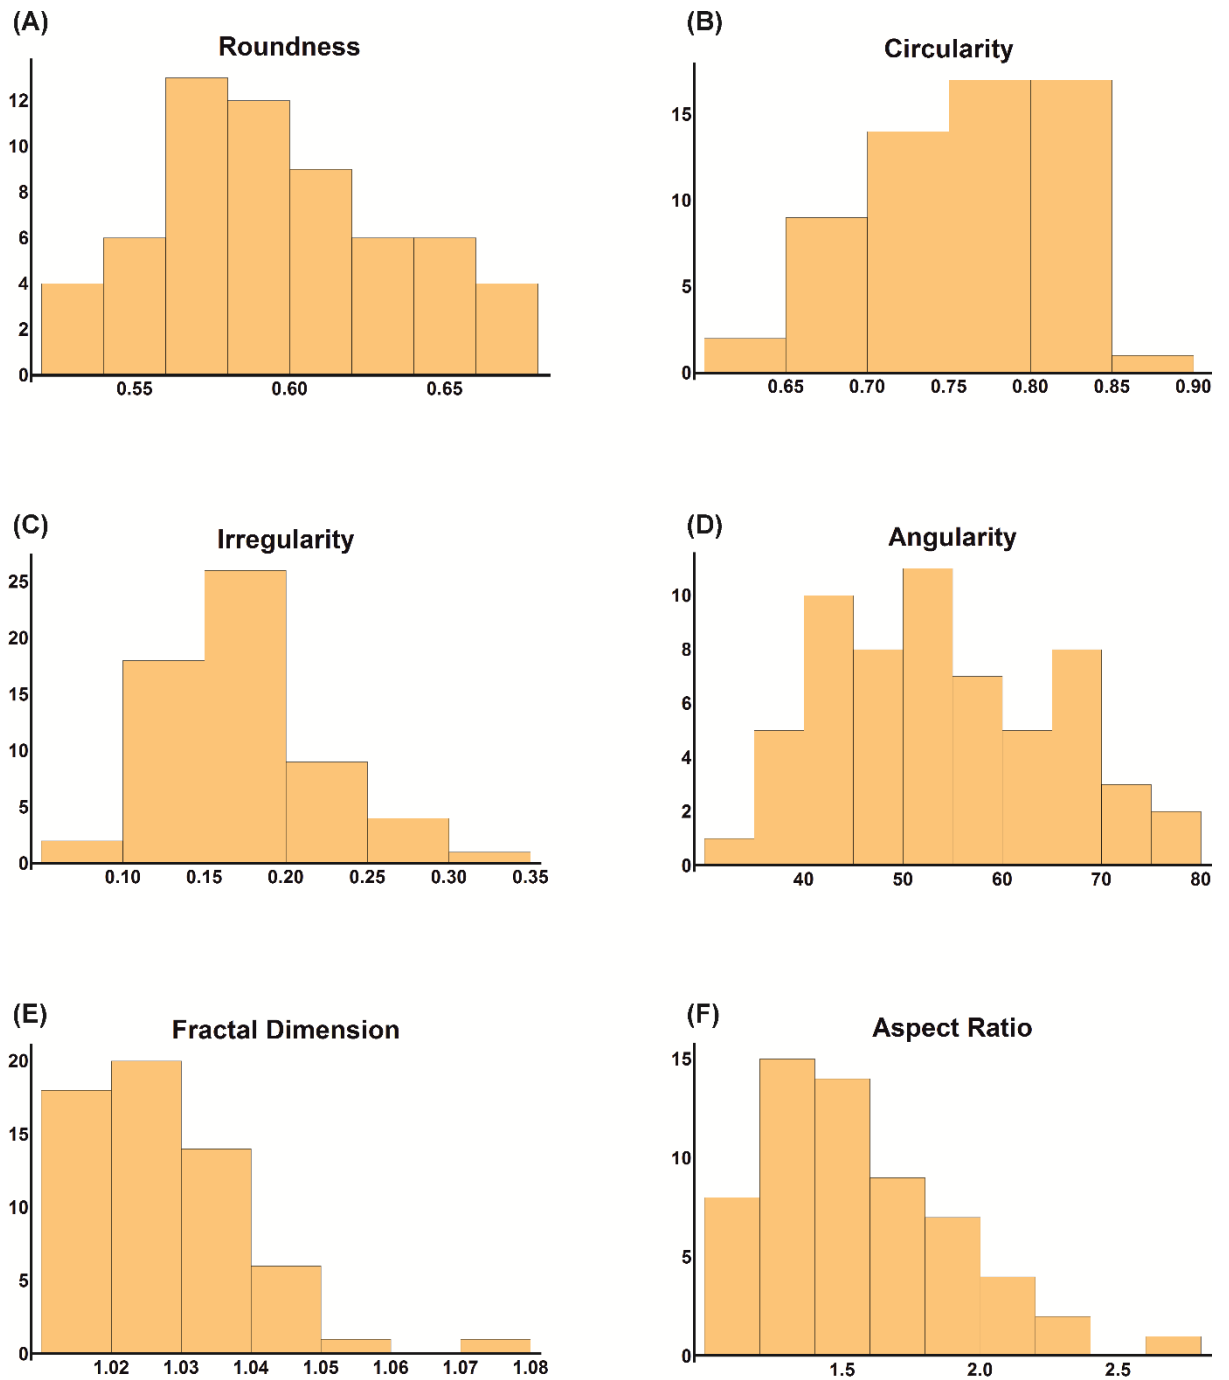 (A)
Roundness
12
10
8
6
4
2
0
0.55 0.60 0.65
(B)
Circularity
15
10
5
0
0.65 0.70 0.75 0.80 0.85 0.90
(C)
Irregularity
25
20
15
10
5
0
0.10 0.15 0.20 0.25 0.30 0.35
(D)
Angularity
10
8
6
4
2
0
40 50 60 70 80
(E)
Fractal Dimension
20
15
10
5
0
1.02 1.03 1.04 1.05 1.06 1.07 1.08
(F)
Aspect Ratio
15
10
5
0
1.5 2.0 2.5